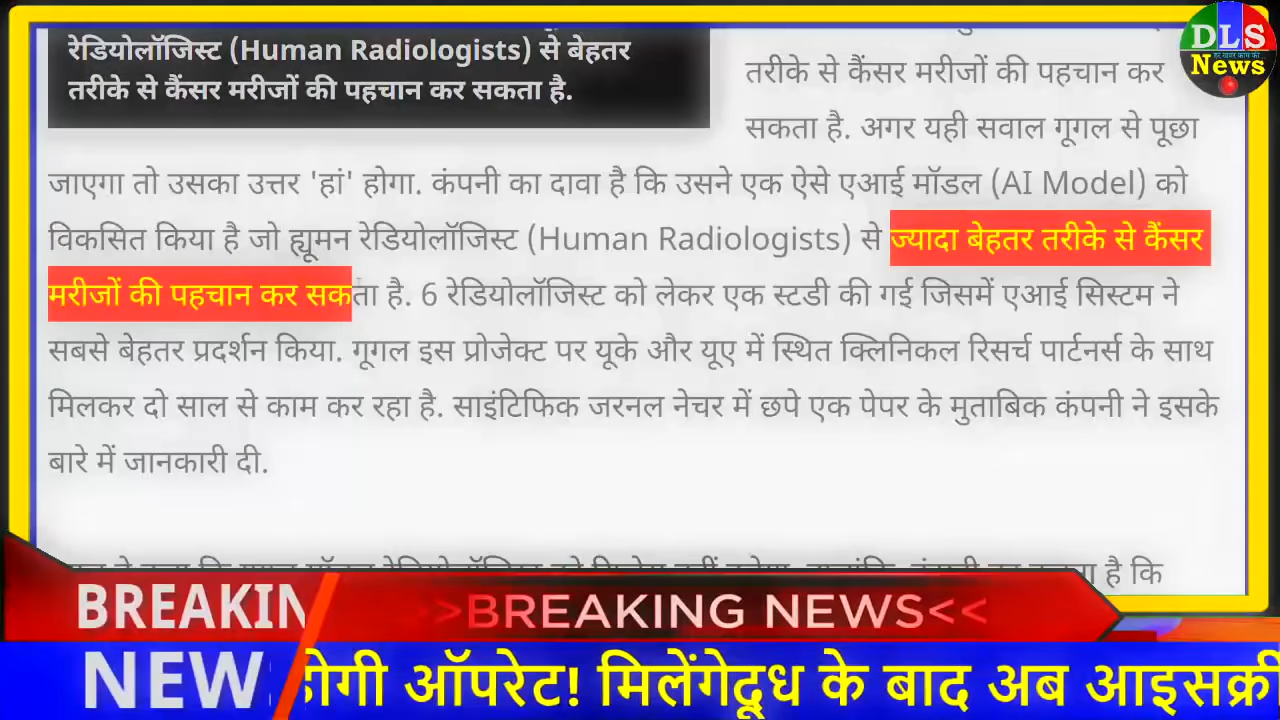 रेडियोलॉजिस्ट (Human Radiologists) से बेहतर
तरीके से कैंसर मरीजों की पहचान कर सकता है.
तरीके से कैंसर मरीजों की पहचान कर
सकता है. अगर यही सवाल गूगल से पूछा
जाएगा तो उसका उत्तर 'हां' होगा. कंपनी का दावा है कि उसने एक ऐसे एआई मॉडल (AI Model) को
विकसित किया है जो ह्यूमन रेडियोलॉजिस्ट (Human Radiologists) से ज्यादा बेहतर तरीके से कैंसर
मरीजों की पहचान कर सकता है. 6 रेडियोलॉजिस्ट को लेकर एक स्टडी की गई जिसमें एआई सिस्टम ने
सबसे बेहतर प्रदर्शन किया. गूगल इस प्रोजेक्ट पर यूके और यूए में स्थित क्लिनिकल रिसर्च पार्टनर्स के साथ
मिलकर दो साल से काम कर रहा है. साइंटिफिक जरनल नेचर में छपे एक पेपर के मुताबिक कंपनी ने इसके
बारे में जानकारी दी.
है कि
DLS
News
BREAKIN
>>BREAKING NEWS<<
NEW
होगी ऑपरेट! मिलेंगेदूध के बाद अब आइसक्री